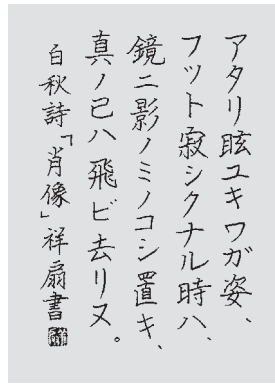 アタリ眩ユキワガ姿、
フツト寂シクナル時ハ、
鏡ニ影ノミノコシ置キ、
真ノ己ハ飛ビ去リヌ。
白秋詩「肖像」祥扇書